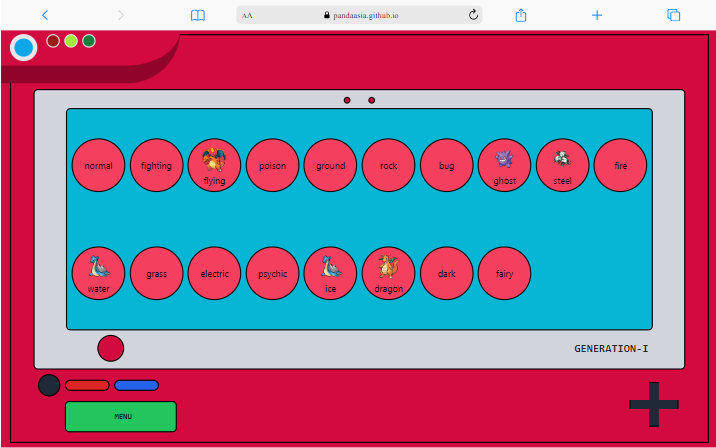 AA pandaasia.github.io
normal fighting flying poison ground rock bug ghost steel fire
water grass electric psychic ice dragon dark fairy
GENERATION-I
MENU